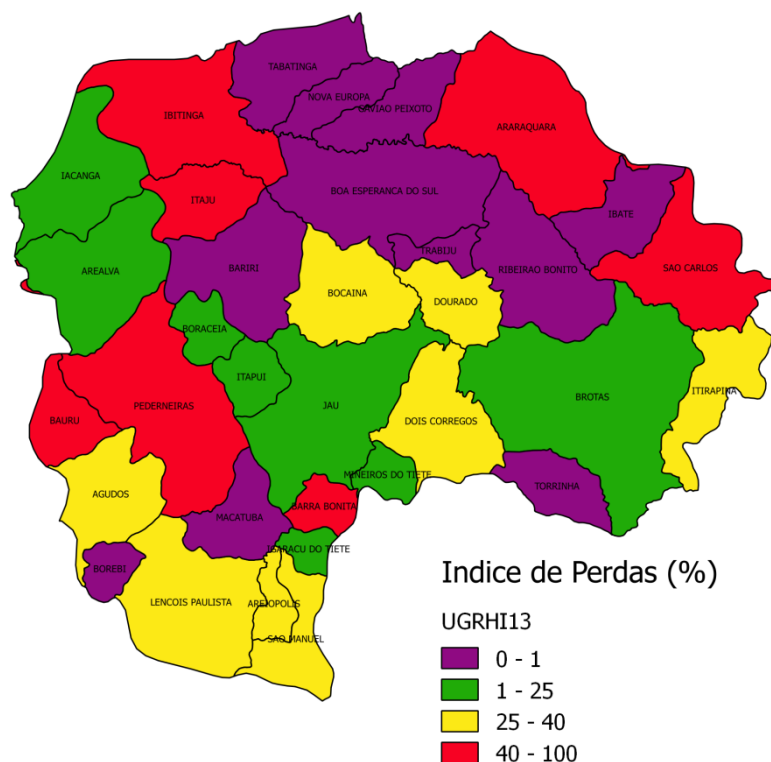 TABATINGA
NOVA EUROPA
GAVIAO PEIXOTO
IBITINGA
ARARAQUARA
IACANGA
ITAJU
BOA ESPERANCA DO SUL
IBATE
TRABIJU
BARIRI
RIBEIRAO BONITO
SAO CARLOS
AREALVA
BOCAINA
DOURADO
BORACEIA
ITAPUI
JAU
BROTAS
ITIRAPINA
PEDERNEIRAS
BAURU
DOIS CORREGOS
MINEIROS DO TIETE
TORRINHA
AGUDOS
BARRA BONITA
MACATUBA
IGARACU DO TIETE
BOREBI
LENCOIS PAULISTA
AREIOPOLIS
SAO MANUEL
Indice de Perdas (%)
UGRHI13
0 - 1
1 - 25
25 - 40
40 - 100